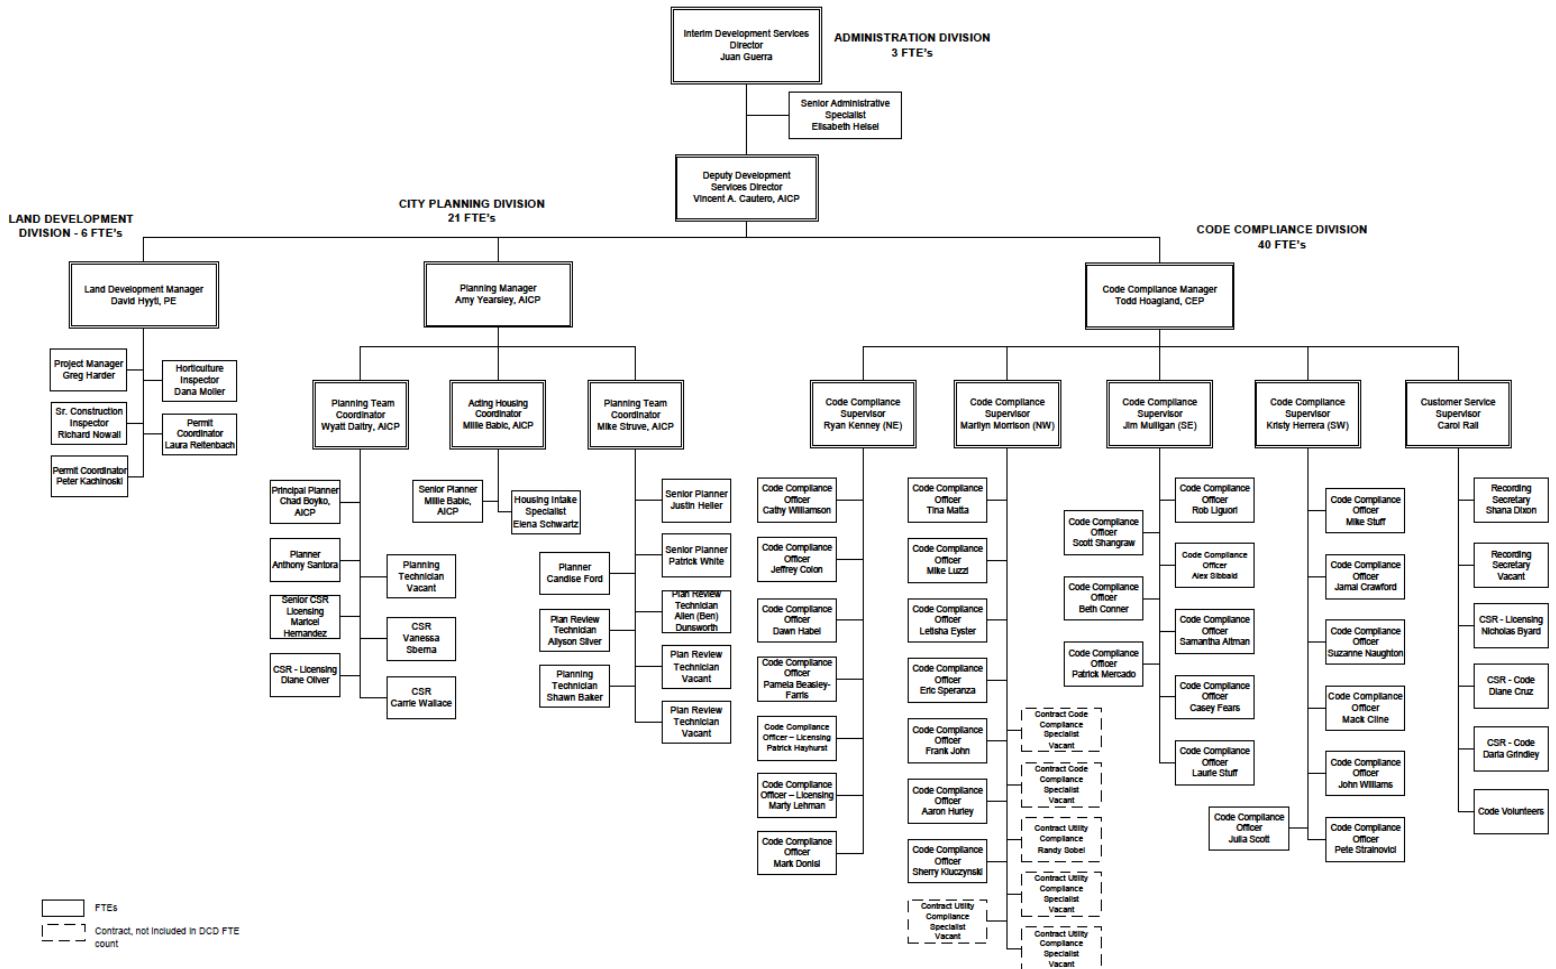 Interim Development Services
Director
Juan Guerra
ADMINISTRATION DIVISION
3 FTE's
Senior Administrative
Specialist
Elisabeth Heisel
Deputy Development
Services Director
Vincent A. Cautero, AICP
LAND DEVELOPMENT
DIVISION - 6 FTE's
CITY PLANNING DIVISION
21 FTE's
CODE COMPLIANCE DIVISION
40 FTE's
Land Development Manager
David Hyyti, PE
Planning Manager
Amy Yearsley, AICP
Code Compliance Manager
Todd Hoagland, CEP
Project Manager
Greg Harder
Horticulture
Inspector
Dana Moller
Sr. Construction
Inspector
Richard Nowall
Permit
Coordinator
Laura Reitenbach
Permit Coordinator
Peter Kachinoski
Planning Team
Coordinator
Wyatt Daltry, AICP
Acting Housing
Coordinator
Millie Babic, AICP
Planning Team
Coordinator
Mike Struve, AICP
Code Compliance
Supervisor
Ryan Kenney (NE)
Code Compliance
Supervisor
Marilyn Morrison (NW)
Code Compliance
Supervisor
Jim Mulligan (SE)
Code Compliance
Supervisor
Kristy Herrera (SW)
Customer Service
Supervisor
Carol Rall
Principal Planner
Chad Boyko,
AICP
Planner
Anthony Santora
Planning
Technician
Vacant
Senior CSR
Licensing
Maricel
Hernandez
CSR
Vanessa
Sberna
CSR - Licensing
Diane Oliver
CSR
Carrie Wallace
Senior Planner
Millie Babic,
AICP
Housing Intake
Specialist
Elena Schwartz
Senior Planner
Justin Heller
Senior Planner
Patrick White
Planner
Candise Ford
Plan Review
Technician
Allen (Ben)
Dunsworth
Plan Review
Technician
Allyson Silver
Plan Review
Technician
Vacant
Planning
Technician
Shawn Baker
Plan Review
Technician
Vacant
Code Compliance
Officer
Cathy Williamson
Code Compliance
Officer
Jeffrey Colon
Code Compliance
Officer
Dawn Habel
Code Compliance
Officer
Pamela Beasley-
Farris
Code Compliance
Officer – Licensing
Patrick Hayhurst
Code Compliance
Officer – Licensing
Marty Lehman
Code Compliance
Officer
Mark Donisi
Code Compliance
Officer
Tina Matta
Code Compliance
Officer
Mike Luzzi
Code Compliance
Officer
Letisha Eyster
Code Compliance
Officer
Eric Speranza
Code Compliance
Officer
Frank John
Code Compliance
Officer
Aaron Hurley
Code Compliance
Officer
Sherry Kluczynski
Contract Utility
Compliance
Specialist
Vacant
Contract Code
Compliance
Specialist
Vacant
Contract Code
Compliance
Specialist
Vacant
Contract Utility
Compliance
Randy Sobel
Contract Utility
Compliance
Specialist
Vacant
Contract Utility
Compliance
Specialist
Vacant
Code Compliance
Officer
Rob Liguori
Code Compliance
Officer
Scott Shangraw
Code Compliance
Officer
Alex Sibbald
Code Compliance
Officer
Beth Conner
Code Compliance
Officer
Samantha Altman
Code Compliance
Officer
Patrick Mercado
Code Compliance
Officer
Casey Fears
Code Compliance
Officer
Laurie Stuff
Code Compliance
Officer
Mike Stuff
Code Compliance
Officer
Jamal Crawford
Code Compliance
Officer
Suzanne Naughton
Code Compliance
Officer
Mack Cline
Code Compliance
Officer
John Williams
Code Compliance
Officer
Julia Scott
Code Compliance
Officer
Pete Strainovici
Recording
Secretary
Shana Dixon
Recording
Secretary
Vacant
CSR - Licensing
Nicholas Byard
CSR - Code
Diane Cruz
CSR - Code
Darla Grindley
Code Volunteers
FTEs
Contract, not included in DCD FTE
count